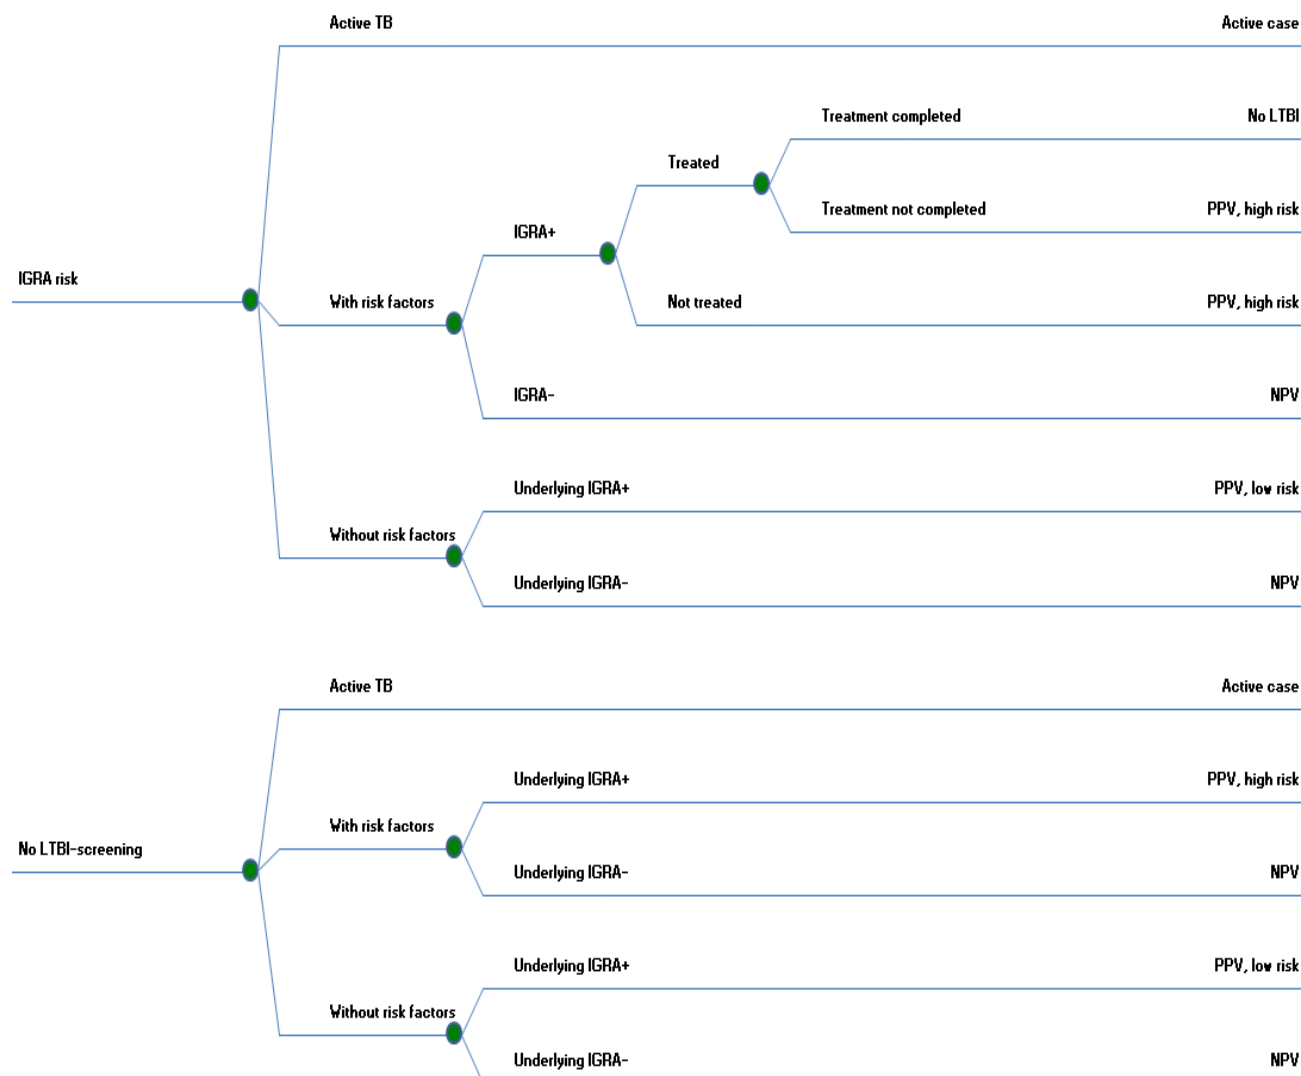 Active TB Active case
Treatment completed No LTBI
Treated
Treatment not completed PPV, high risk
IGRA+
IGRA risk
With risk factors Not treated PPV, high risk
IGRA- NPV
Underlying IGRA+ PPV, low risk
Without risk factors
Underlying IGRA- NPV
Active TB Active case
Underlying IGRA+ PPV, high risk
With risk factors
No LTBI-screening
Underlying IGRA- NPV
Underlying IGRA+ PPV, low risk
Without risk factors
Underlying IGRA- NPV